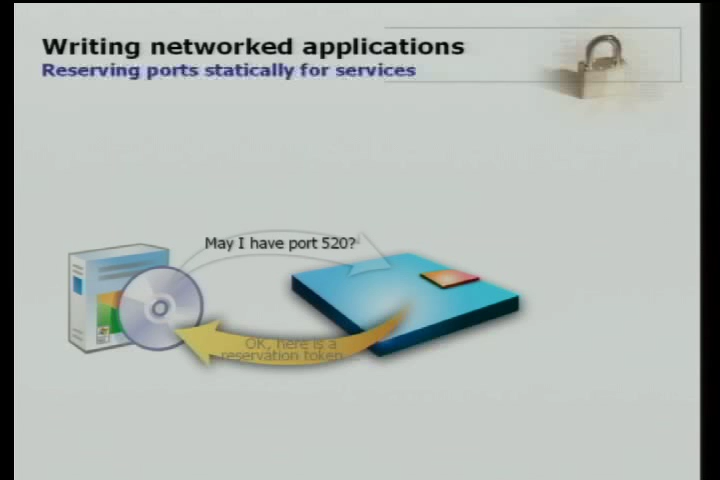 Writing networked applications
Reserving ports statically for services
May I have port 520?
OK, here is a
reservation token...